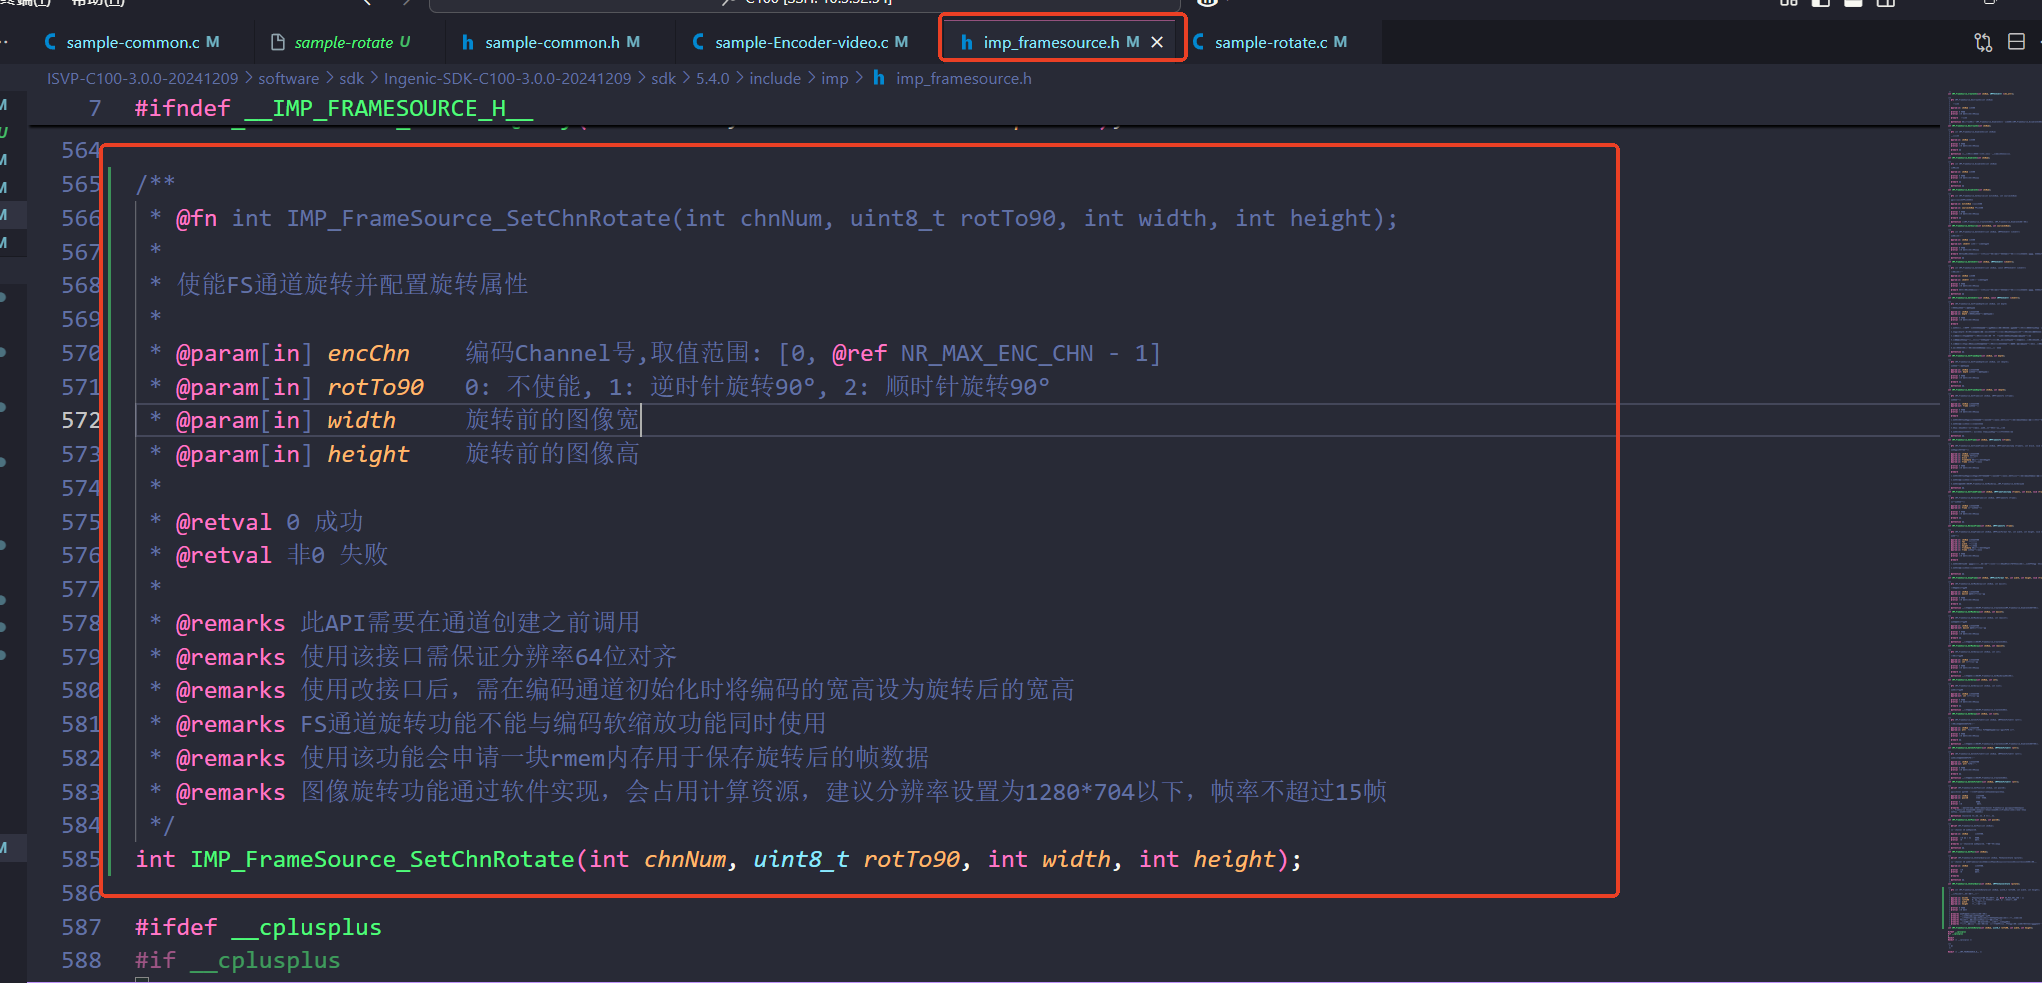 sample-common.c M
sample-rotate U
sample-common.h M
sample-Encoder-video.c M
imp_framesource.h M
sample-rotate.c M
ISVP-C100-3.0.0-20241209 > software > sdk > Ingenic-SDK-C100-3.0.0-20241209 > sdk > 5.4.0 > include > imp > h imp_framesource.h
7 #ifndef __IMP_FRAMESOURCE_H__
564
565 /**
566 * @fn int IMP_FrameSource_SetChnRotate(int chnNum, uint8_t rotTo90, int width, int height);
567 *
568 * 使能FS通道旋转并配置旋转属性
569 *
570 * @param[in] encChn 编码Channel号,取值范围: [0, @ref NR_MAX_ENC_CHN - 1]
571 * @param[in] rotTo90 0: 不使能, 1: 逆时针旋转90°, 2: 顺时针旋转90°
572 * @param[in] width 旋转前的图像宽
573 * @param[in] height 旋转前的图像高
574 *
575 * @retval 0 成功
576 * @retval 非0 失败
577 *
578 * @remarks 此API需要在通道创建之前调用
579 * @remarks 使用该接口需保证分辨率64位对齐
580 * @remarks 使用改接口后，需在编码通道初始化时将编码的宽高设为旋转后的宽高
581 * @remarks FS通道旋转功能不能与编码软缩放功能同时使用
582 * @remarks 使用该功能会申请一块rmem内存用于保存旋转后的帧数据
583 * @remarks 图像旋转功能通过软件实现，会占用计算资源，建议分辨率设置为1280*704以下，帧率不超过15帧
584 */
585 int IMP_FrameSource_SetChnRotate(int chnNum, uint8_t rotTo90, int width, int height);
586
587 #ifdef __cplusplus
588 #if __cplusplus